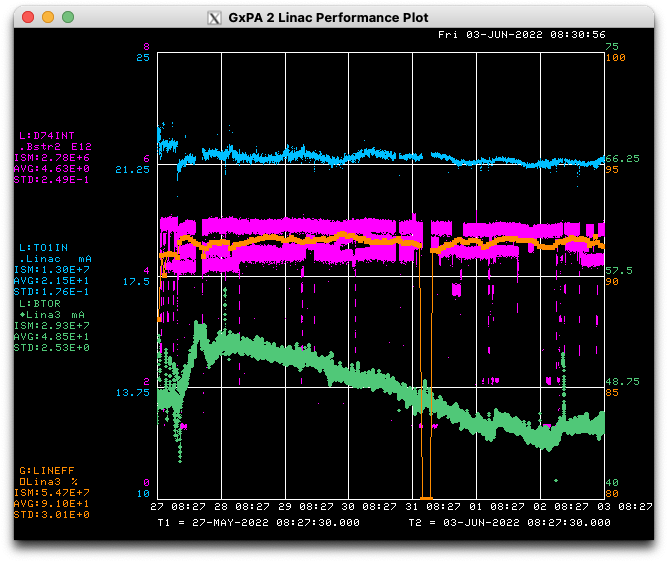 GxPA 2 Linac Performance Plot
Fri 03-JUN-2022 08:30:56
8 75
25 100
L:D74INT
.Bstr2 E12
ISM:2.78E+6
AVG:4.63E+0
STD:2.49E-1
6 66.25
21.25 95
L:TO1IN
.Linac mA
ISM:1.30E+7
AVG:2.15E+1
STD:1.76E-1
4 57.5
17.5 90
L:BTOR
◆Lina3 mA
ISM:2.93E+7
AVG:4.85E+1
STD:2.53E+0
2 48.75
13.75 85
G:LINEFF
Lina3 %
ISM:5.47E+7
AVG:9.10E+1
STD:3.01E+0
0 40
10 80
27 08:27 28 08:27 29 08:27 30 08:27 31 08:27 01 08:27 02 08:27 03 08:27
T1 = 27-MAY-2022 08:27:30.000 T2 = 03-JUN-2022 08:27:30.000